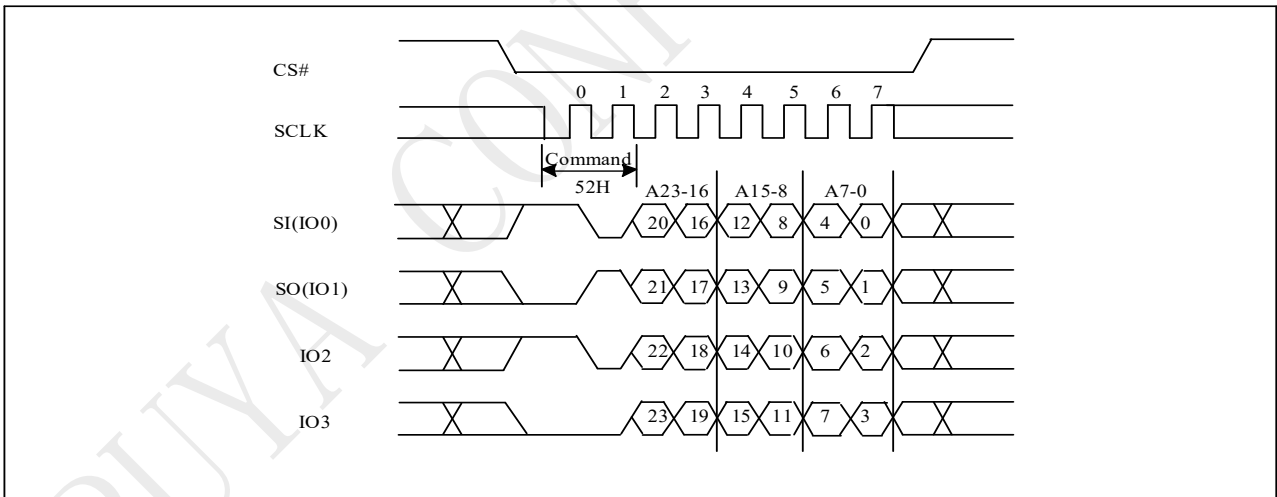 CS#
0 1 2 3 4 5 6 7
SCLK
Command
52H
A23-16 A15-8 A7-0
SI(IO0) 20 16 12 8 4 0
SO(IO1) 21 17 13 9 5 1
IO2 22 18 14 10 6 2
IO3 23 19 15 11 7 3
PUYA